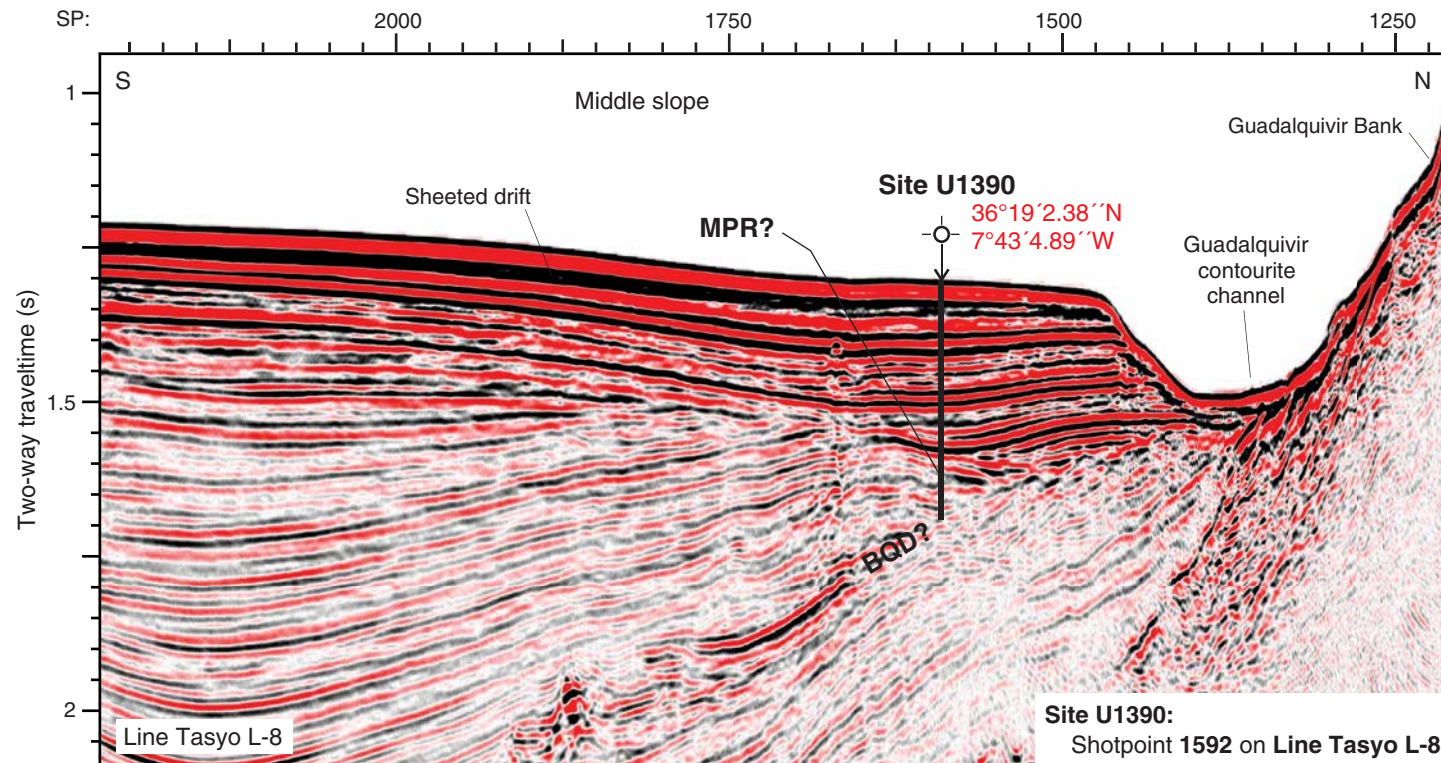 SP: 2000 1750 1500 1250
S N
1
Middle slope
Guadalquivir Bank
Sheeted drift
Site U1390
36°19´2.38´´N
7°43´4.89´´W
MPR?
Guadalquivir
contourite
channel
Two-way traveltime (s)
1.5
BQD?
2
Line Tasyo L-8
Site U1390:
Shotpoint 1592 on Line Tasyo L-8